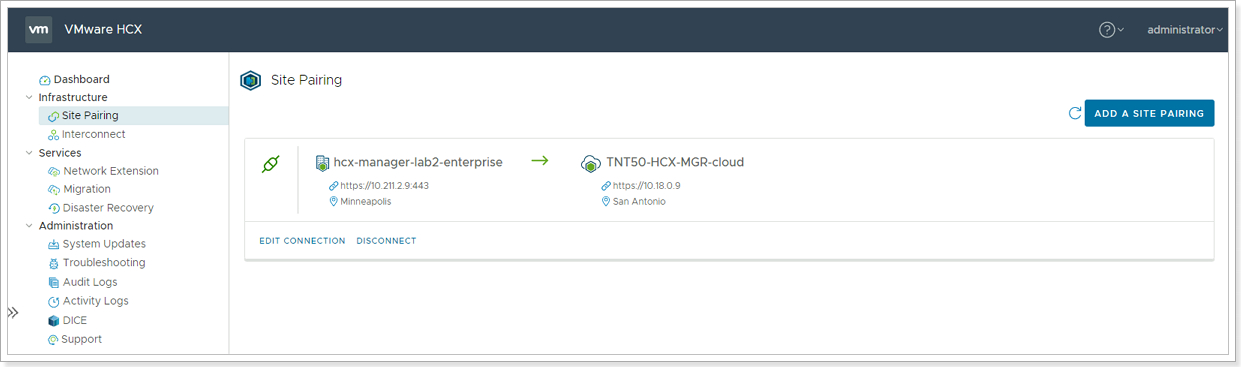 vm VMware HCX administrator
Dashboard
Infrastructure
Site Pairing
Interconnect
Services
Network Extension
Migration
Disaster Recovery
Administration
System Updates
Troubleshooting
Audit Logs
Activity Logs
DICE
Support
Site Pairing
ADD A SITE PAIRING
hcx-manager-lab2-enterprise TNT50-HCX-MGR-cloud
https://10.211.2.9:443 https://10.18.0.9
Minneapolis San Antonio
EDIT CONNECTION DISCONNECT